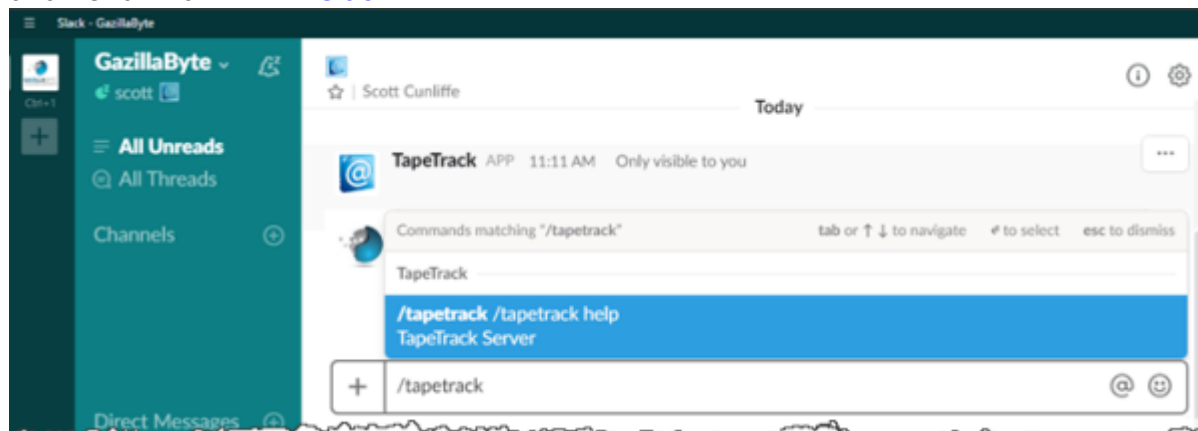 Slack - GazillaByte
GazillaByte
scott
Ctrl+1
All Unreads
All Threads
Channels
Direct Messages
Scott Cunliffe
Today
TapeTrack APP 11:11 AM Only visible to you
Commands matching "/tapetrack" tab or ↑ ↓ to navigate to select esc to dismiss
TapeTrack
/tapetrack /tapetrack help
TapeTrack Server
/tapetrack